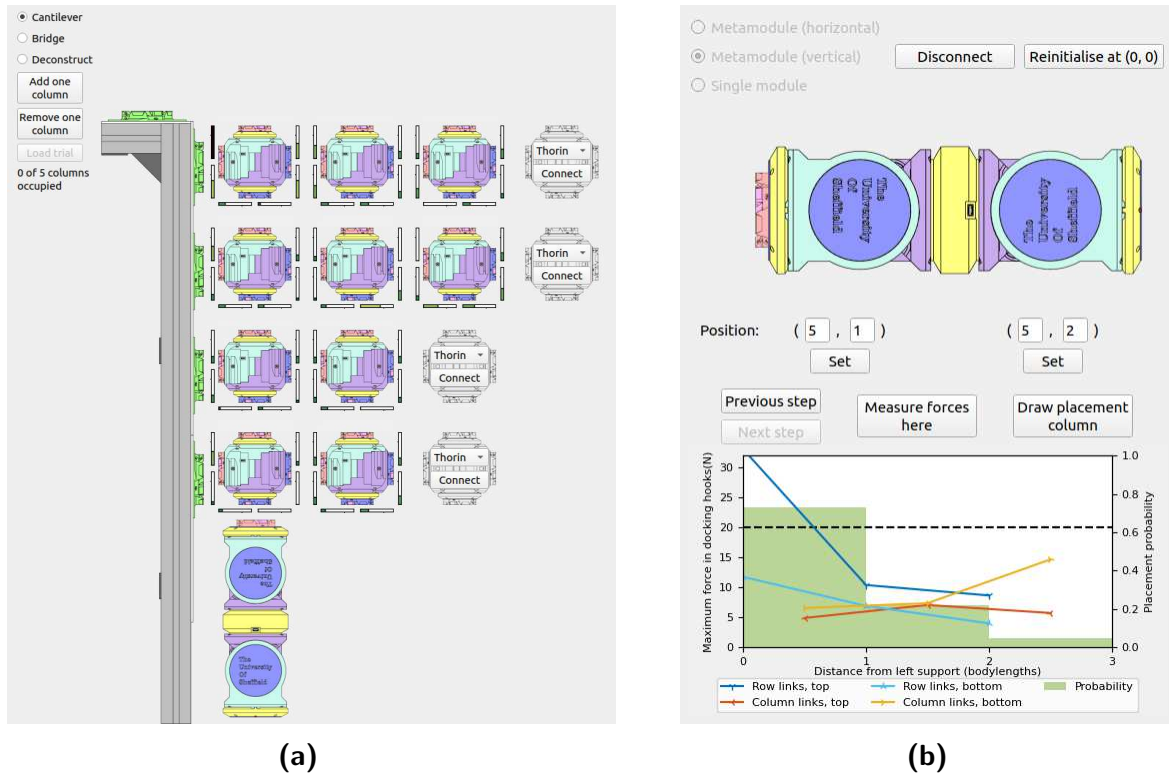 Cantilever
Bridge
Deconstruct
Add one
column
Remove one
column
Load trial
0 of 5 columns
occupied
Thorin
Connect
Thorin
Connect
Thorin
Connect
Thorin
Connect
The
University
Of
Sheffield
The
University
Of
Sheffield
(a)
Metamodule (horizontal)
Metamodule (vertical)
Disconnect
Reinitialise at (0, 0)
Single module
The
University
Of
Sheffield
The
University
Of
Sheffield
Position:
( 5 , 1 )
( 5 , 2 )
Set
Set
Previous step
Next step
Measure forces
here
Draw placement
column
Maximum force in docking hooks(N)
30
25
20
15
10
5
0
0
1
2
3
Distance from left support (bodylengths)
1.0
0.8
0.6
0.4
0.2
0.0
Placement probability
Row links, top
Row links, bottom
Probability
Column links, top
Column links, bottom
(b)